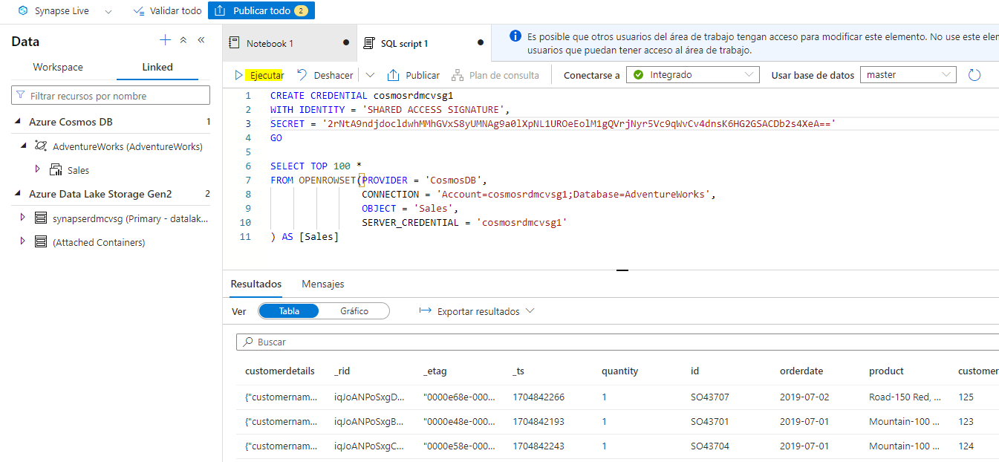 Synapse Live
Validar todo
Publicar todo 2
Data
Workspace
Linked
Filtrar recursos por nombre
Azure Cosmos DB 1
AdventureWorks (AdventureWorks)
Sales
Azure Data Lake Storage Gen2 2
synapserdmcvsg (Primary - datalak...
(Attached Containers)
Notebook 1
SQL script 1
Es posible que otros usuarios del área de trabajo tengan acceso para modificar este elemento. No use este
usuarios que puedan tener acceso al área de trabajo.
Ejecutar Deshacer Publicar Plan de consulta Conectarse a Integrado Usar base de datos master
1 CREATE CREDENTIAL cosmosrdmcvsg1
2 WITH IDENTITY = 'SHARED ACCESS SIGNATURE',
3 SECRET = '2rNtA9ndjdocldwhMMhGVxS8yUMNAg9a0lXpNL1UROeEolM1gQVrjNyr5Vc9qWvCv4dnsK6HG2GSACDb2s4XeA=='
4 GO
5
6 SELECT TOP 100 *
7 FROM OPENROWSET(PROVIDER = 'CosmosDB',
8 CONNECTION = 'Account=cosmosrdmcvsg1;Database=AdventureWorks',
9 OBJECT = 'Sales',
10 SERVER_CREDENTIAL = 'cosmosrdmcvsg1'
11 ) AS [Sales]
Resultados Mensajes
Ver Tabla Gráfico Exportar resultados
Buscar
customerdetails _rid _etag _ts quantity id orderdate product customer
{"customernam... iqJoANPoSxgD... "0000e68e-000... 1704842266 1 SO43707 2019-07-02 Road-150 Red, ... 125
{"customernam... iqJoANPoSxgB... "0000e48e-000... 1704842193 1 SO43701 2019-07-01 Mountain-100 ... 123
{"customernam... iqJoANPoSxgC... "0000e58e-000... 1704842243 1 SO43704 2019-07-01 Mountain-100 ... 124